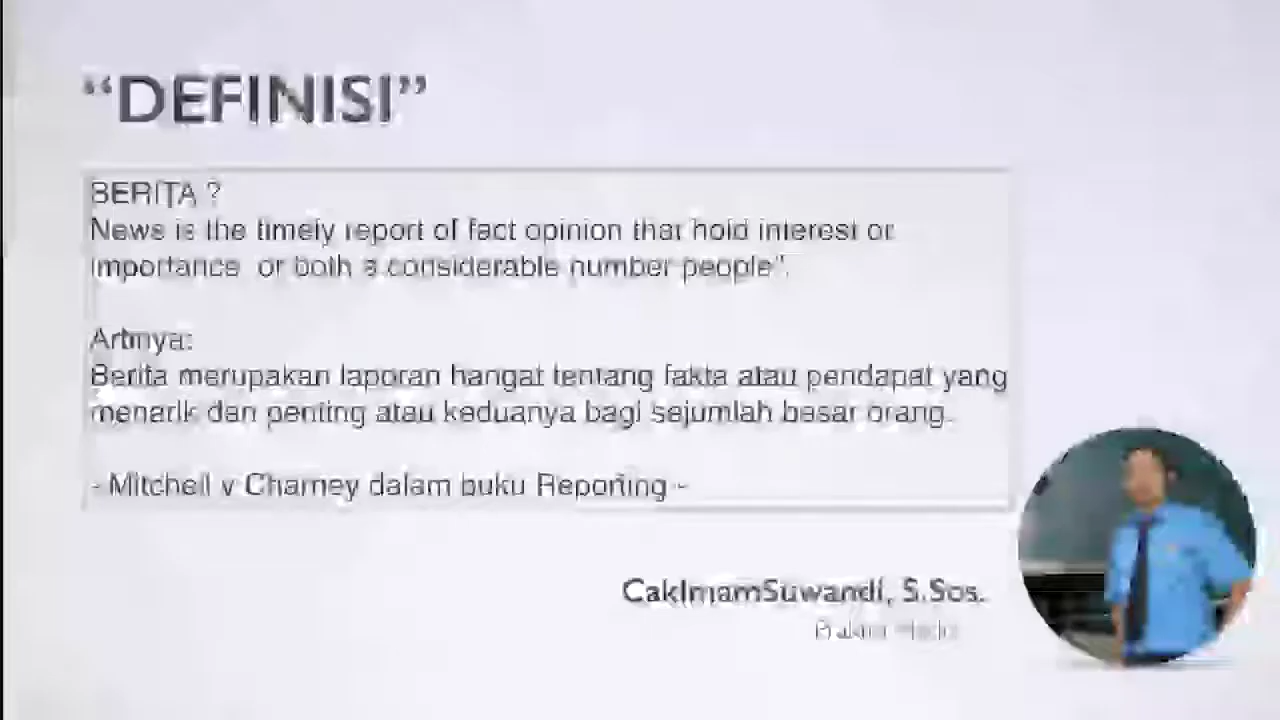 “DEFINISI”
BERITA ?
News is the timely report of fact opinion that hold interest or
importance, or both a considerable number people”.
Artinya:
Berita merupakan laporan hangat tentang fakta atau pendapat yang
menarik dan penting atau keduanya bagi sejumlah besar orang.
- Mitchell v Charney dalam buku Reporting -
CakImamSuwandi, S.Sos.